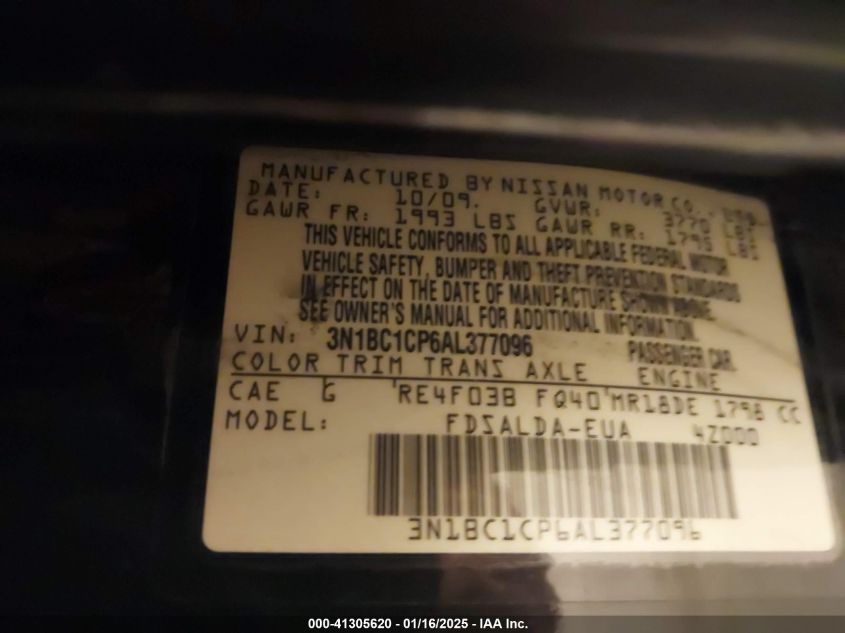 MANUFACTURED BY NISSAN MOTOR CO., LTD.
DATE: 10/09. GVWR: 3770 LBS
GAWR FR: 1993 LBS GAWR RR: 1795 LBS
THIS VEHICLE CONFORMS TO ALL APPLICABLE FEDERAL MOTOR
VEHICLE SAFETY, BUMPER AND THEFT PREVENTION STANDARDS
IN EFFECT ON THE DATE OF MANUFACTURE SHOWN ABOVE.
SEE OWNER'S MANUAL FOR ADDITIONAL INFORMATION.
VIN: 3N1BC1CP6AL377096 PASSENGER CAR.
COLOR TRIM TRANS AXLE ENGINE
CAE G 'RE4F03B FQ40'MR18DE 1798 CC
MODEL: FDSALDA-EUA 4Z000
3N1BC1CP6AL377096
000-41305620 - 01/16/2025 - IAA Inc.